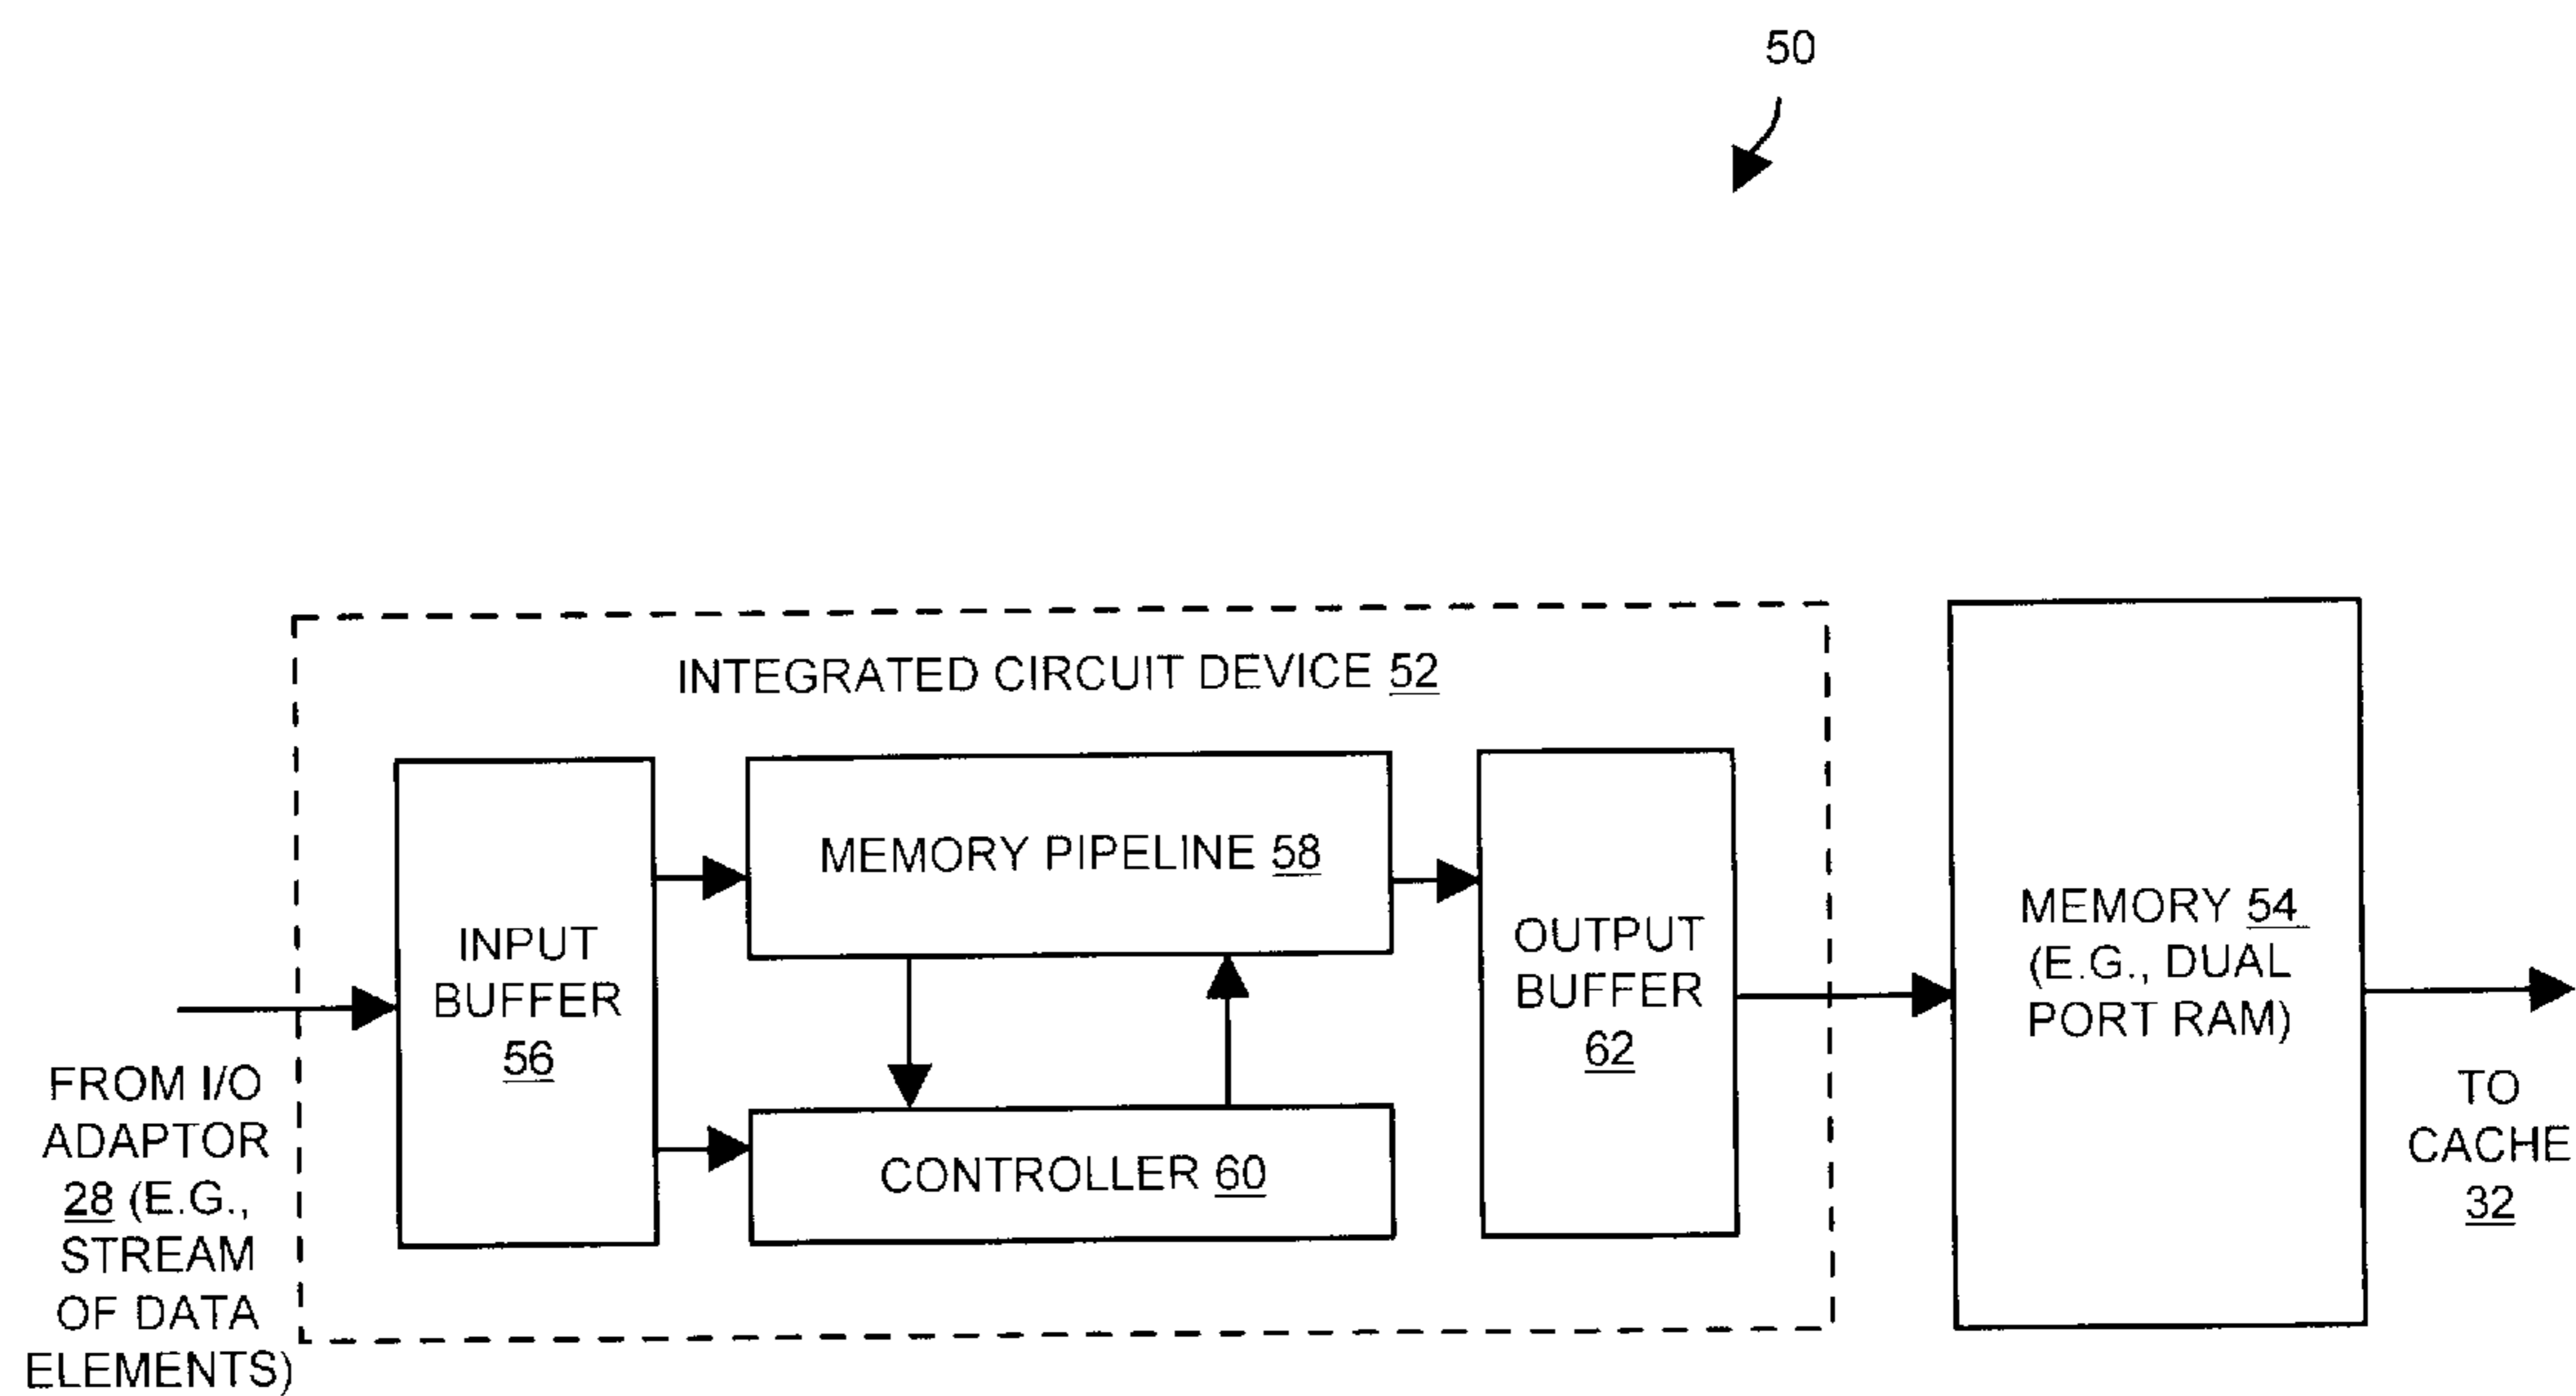 50
INTEGRATED CIRCUIT DEVICE 52
INPUT
BUFFER
56
MEMORY PIPELINE 58
CONTROLLER 60
OUTPUT
BUFFER
62
MEMORY 54
(E.G., DUAL
PORT RAM)
FROM I/O
ADAPTOR
28 (E.G.,
STREAM
OF DATA
ELEMENTS)
TO
CACHE
32